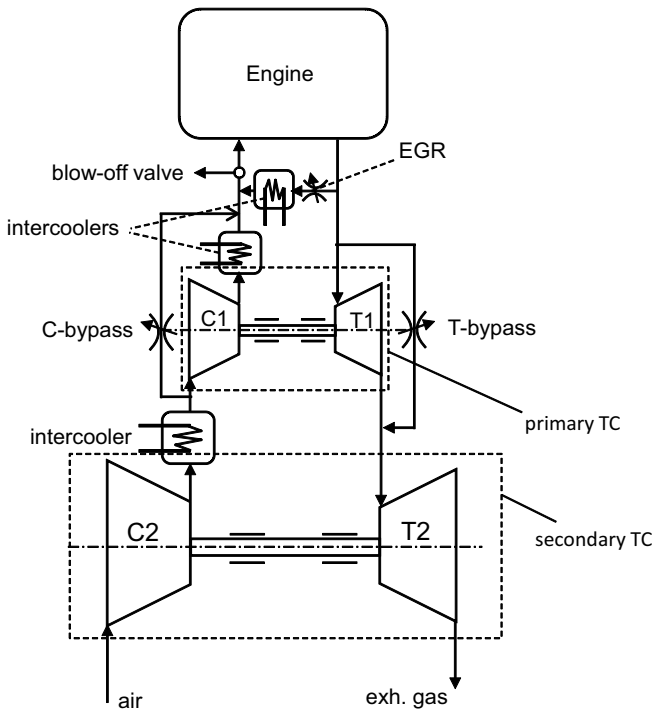 Engine
EGR
blow-off valve
intercoolers
C1
T1
C-bypass
T-bypass
primary TC
intercooler
C2
T2
secondary TC
air
exh. gas